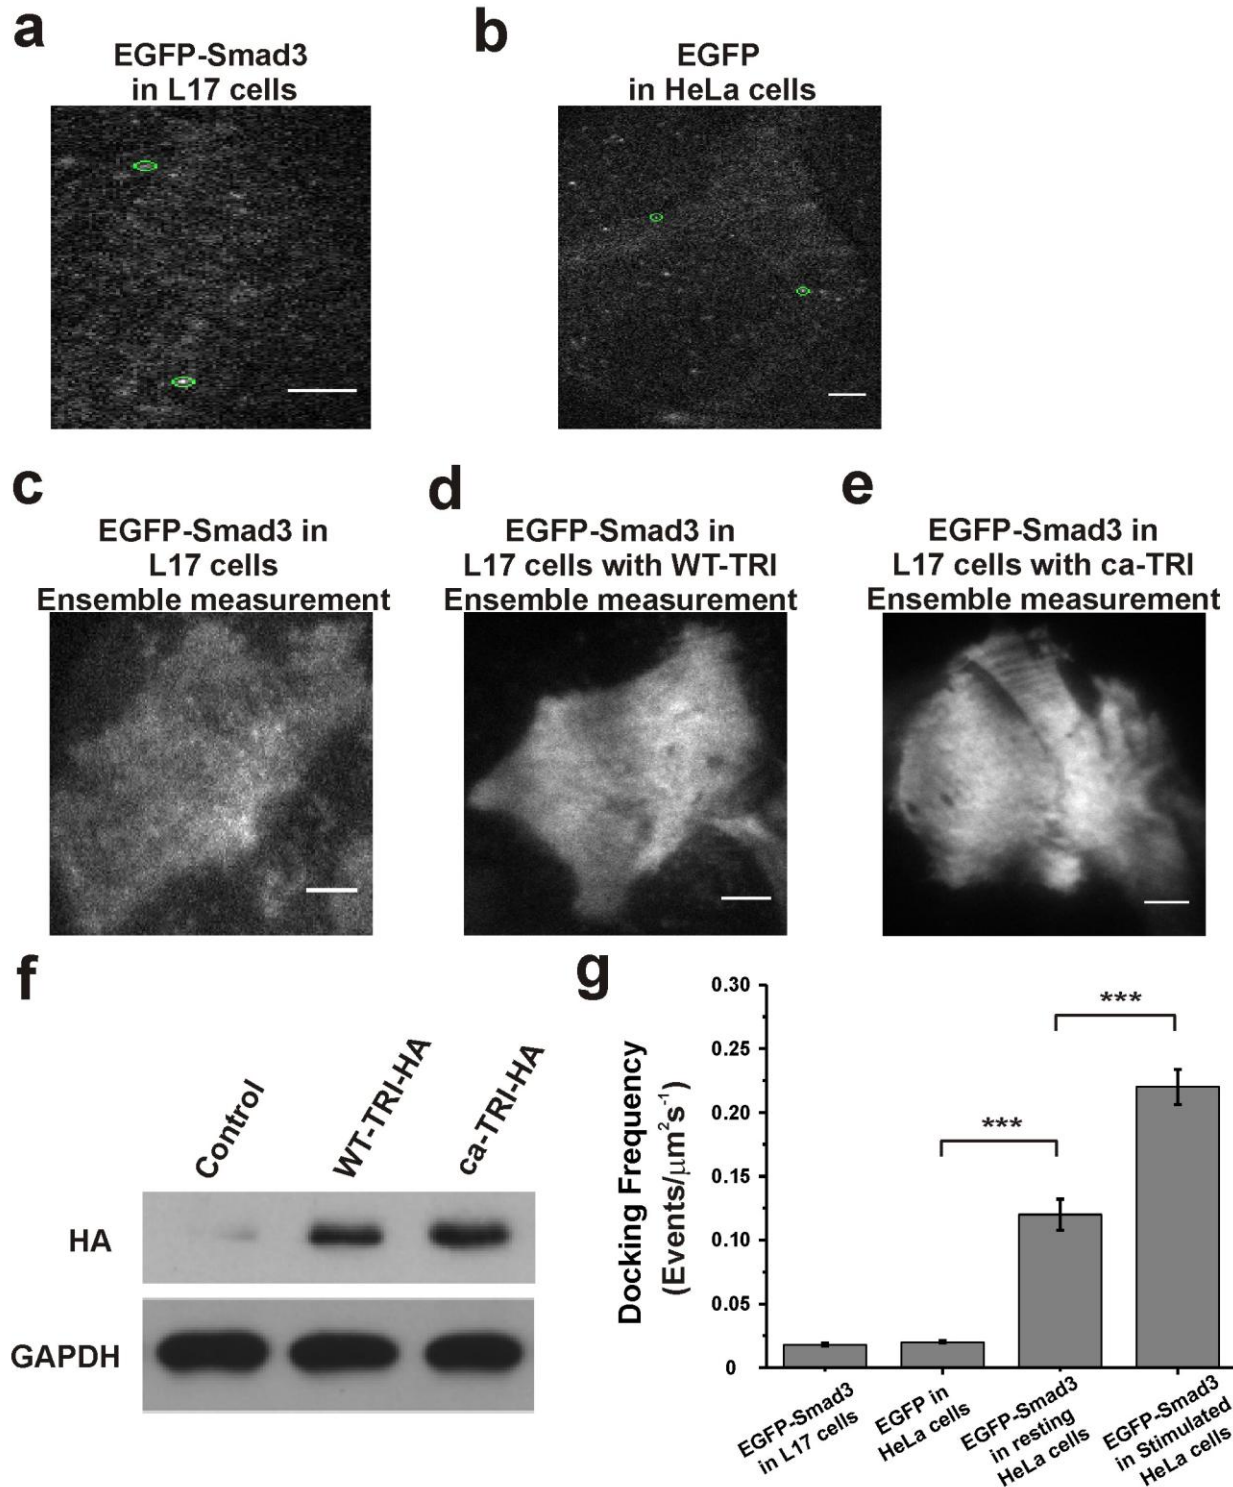 a
EGFP-Smad3
in L17 cells
b
EGFP
in HeLa cells
c
EGFP-Smad3 in
L17 cells
Ensemble measurement
d
EGFP-Smad3 in
L17 cells with WT-TRI
Ensemble measurement
e
EGFP-Smad3 in
L17 cells with ca-TRI
Ensemble measurement
f
Control
WT-TRI-HA
ca-TRI-HA
HA
GAPDH
g
Docking Frequency
(Events/μm²s⁻¹)
0.30
0.25
0.20
0.15
0.10
0.05
0
***
***
EGFP-Smad3
in L17 cells
EGFP in
HeLa cells
EGFP-Smad3
in resting
HeLa cells
EGFP-Smad3
in Stimulated
HeLa cells